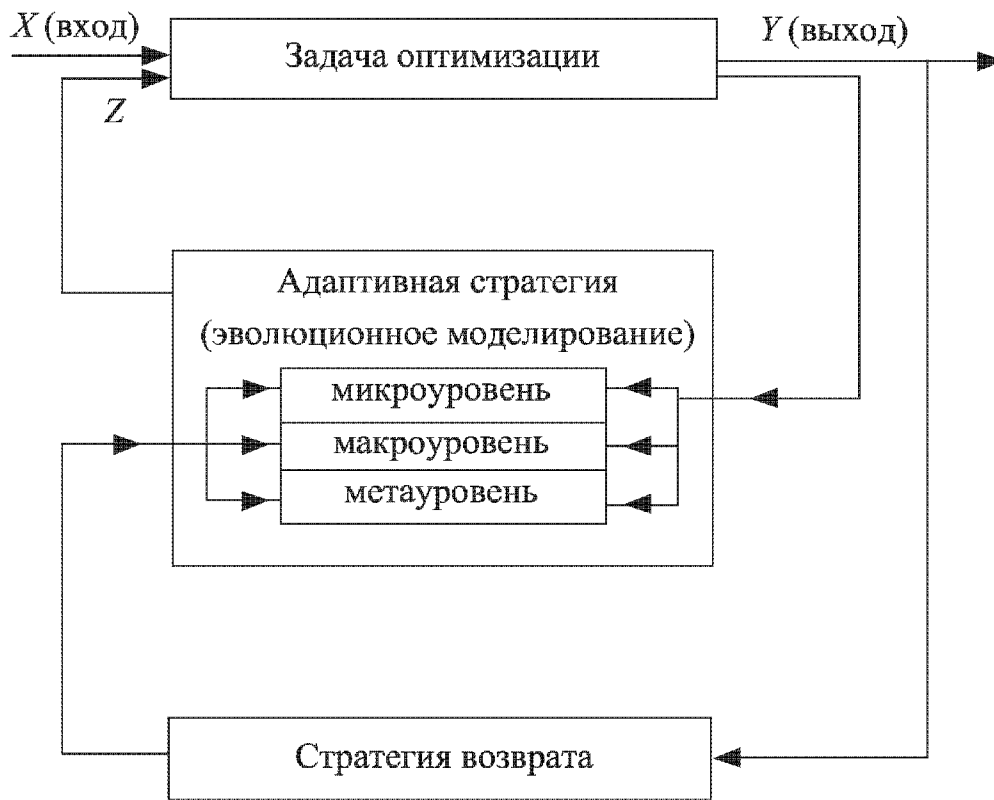 X (вход)
Задача оптимизации
Y (выход)
Z
Адаптивная стратегия
(эволюционное моделирование)
микроуровень
макроуровень
метауровень
Стратегия возврата